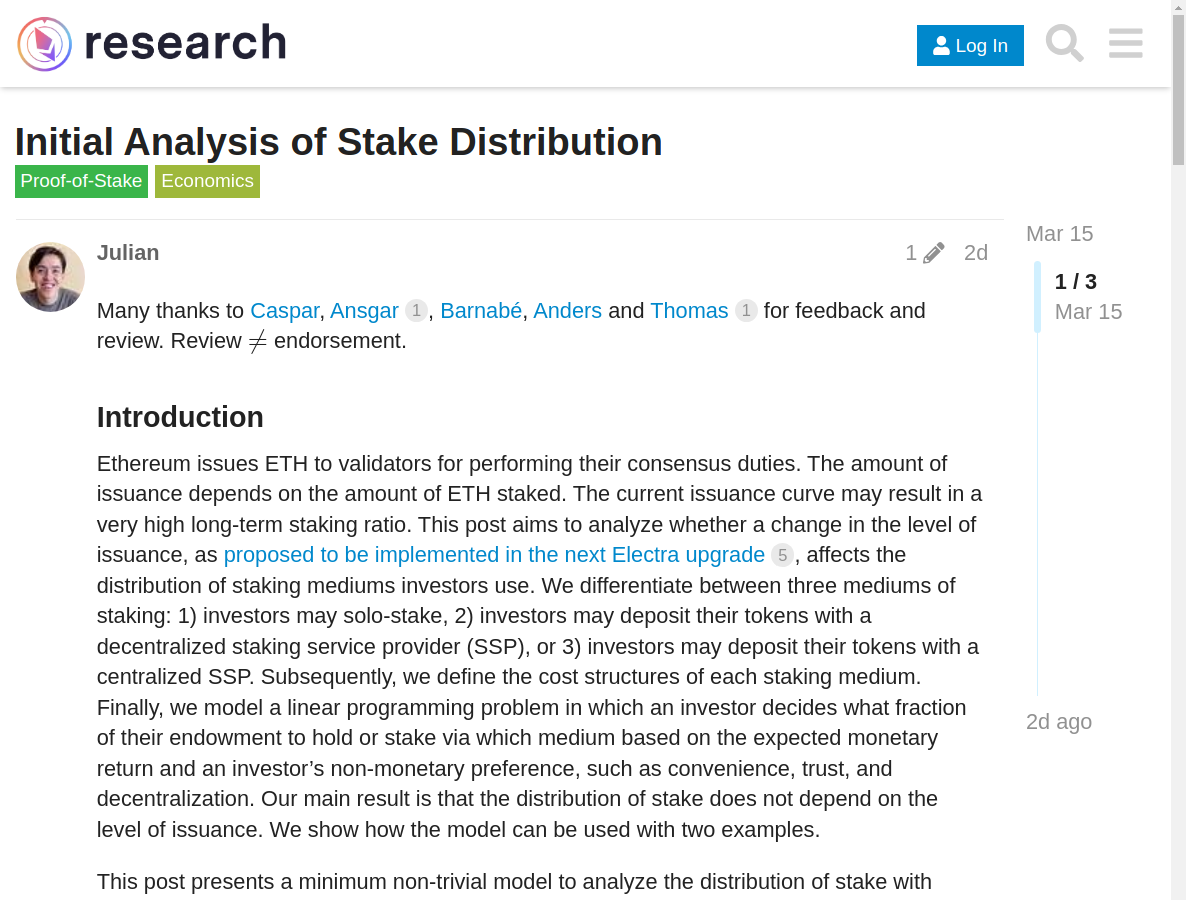 research
Log In
Initial Analysis of Stake Distribution
Proof-of-Stake Economics
Julian 1 2d
Many thanks to Caspar, Ansgar 1, Barnabé, Anders and Thomas 1 for feedback and
review. Review ≠ endorsement.
Introduction
Ethereum issues ETH to validators for performing their consensus duties. The amount of
issuance depends on the amount of ETH staked. The current issuance curve may result in a
very high long-term staking ratio. This post aims to analyze whether a change in the level of
issuance, as proposed to be implemented in the next Electra upgrade 5, affects the
distribution of staking mediums investors use. We differentiate between three mediums of
staking: 1) investors may solo-stake, 2) investors may deposit their tokens with a
decentralized staking service provider (SSP), or 3) investors may deposit their tokens with a
centralized SSP. Subsequently, we define the cost structures of each staking medium.
Finally, we model a linear programming problem in which an investor decides what fraction
of their endowment to hold or stake via which medium based on the expected monetary
return and an investor’s non-monetary preference, such as convenience, trust, and
decentralization. Our main result is that the distribution of stake does not depend on the
level of issuance. We show how the model can be used with two examples.
This post presents a minimum non-trivial model to analyze the distribution of stake with
Mar 15
1 / 3
Mar 15
2d ago